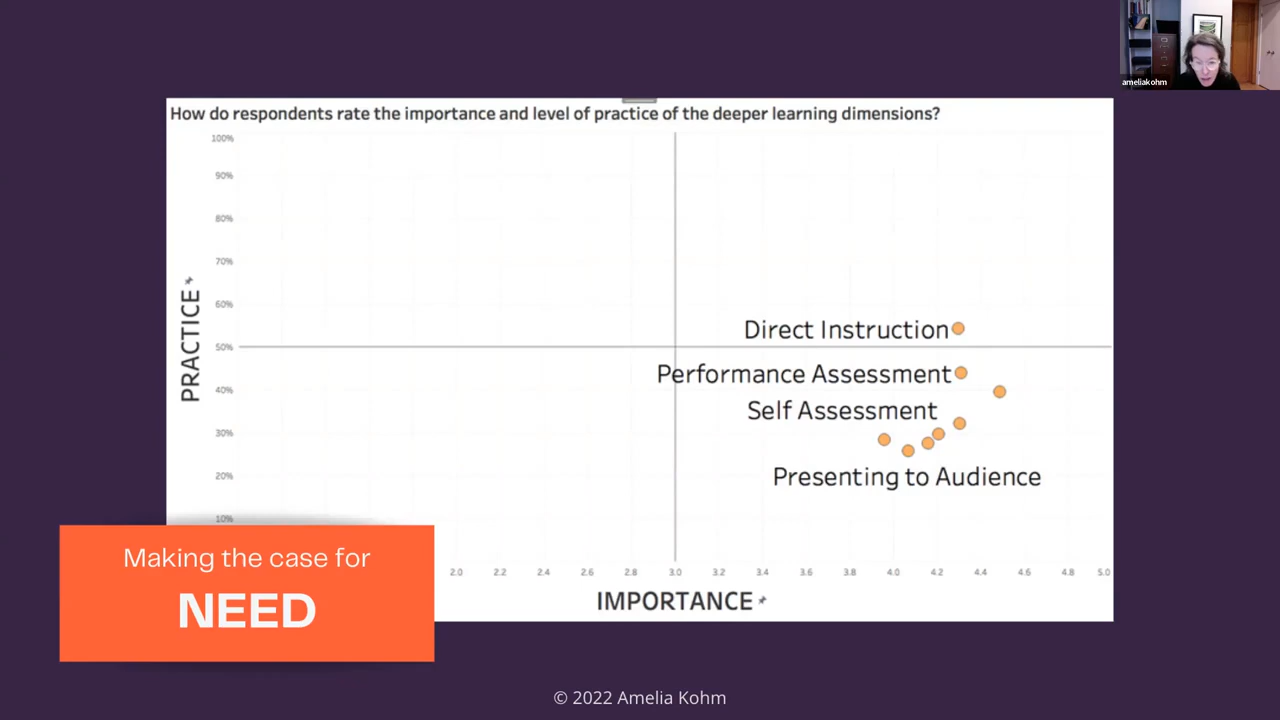 ameliakohm
How do respondents rate the importance and level of practice of the deeper learning dimensions?
100%
90%
80%
70%
60%
50%
40%
30%
20%
10%
PRACTICE
Direct Instruction
Performance Assessment
Self Assessment
Presenting to Audience
2.0 2.2 2.4 2.6 2.8 3.0 3.2 3.4 3.6 3.8 4.0 4.2 4.4 4.6 4.8 5.0
IMPORTANCE
Making the case for
NEED
© 2022 Amelia Kohm